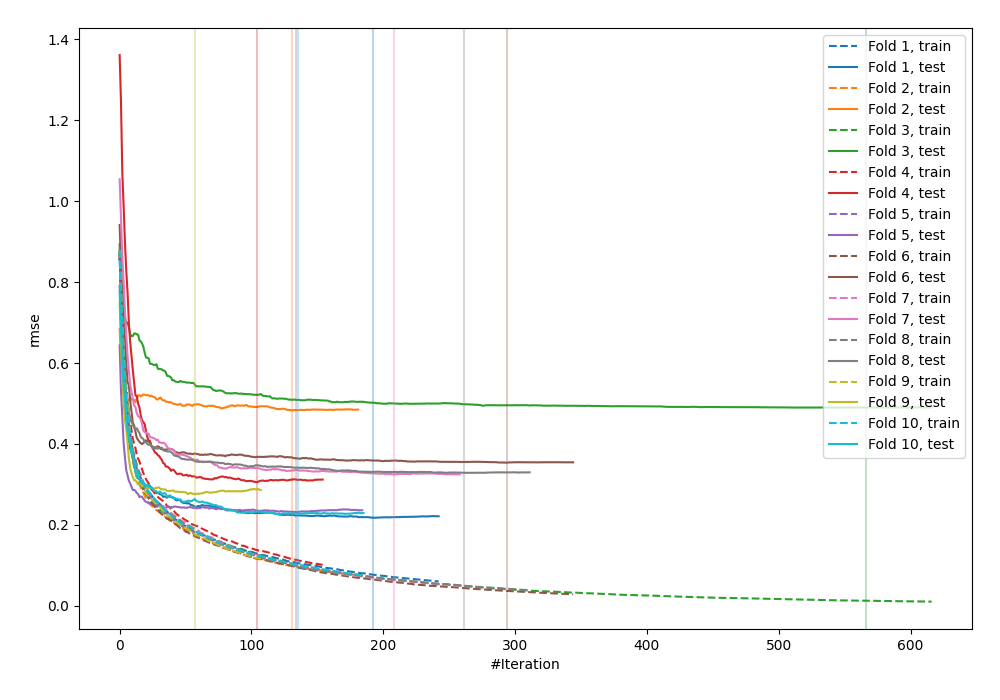 1.4
1.2
1.0
0.8
0.6
0.4
0.2
0.0
rmse
0
100
200
300
400
500
600
#Iteration
Fold 1, train
Fold 1, test
Fold 2, train
Fold 2, test
Fold 3, train
Fold 3, test
Fold 4, train
Fold 4, test
Fold 5, train
Fold 5, test
Fold 6, train
Fold 6, test
Fold 7, train
Fold 7, test
Fold 8, train
Fold 8, test
Fold 9, train
Fold 9, test
Fold 10, train
Fold 10, test